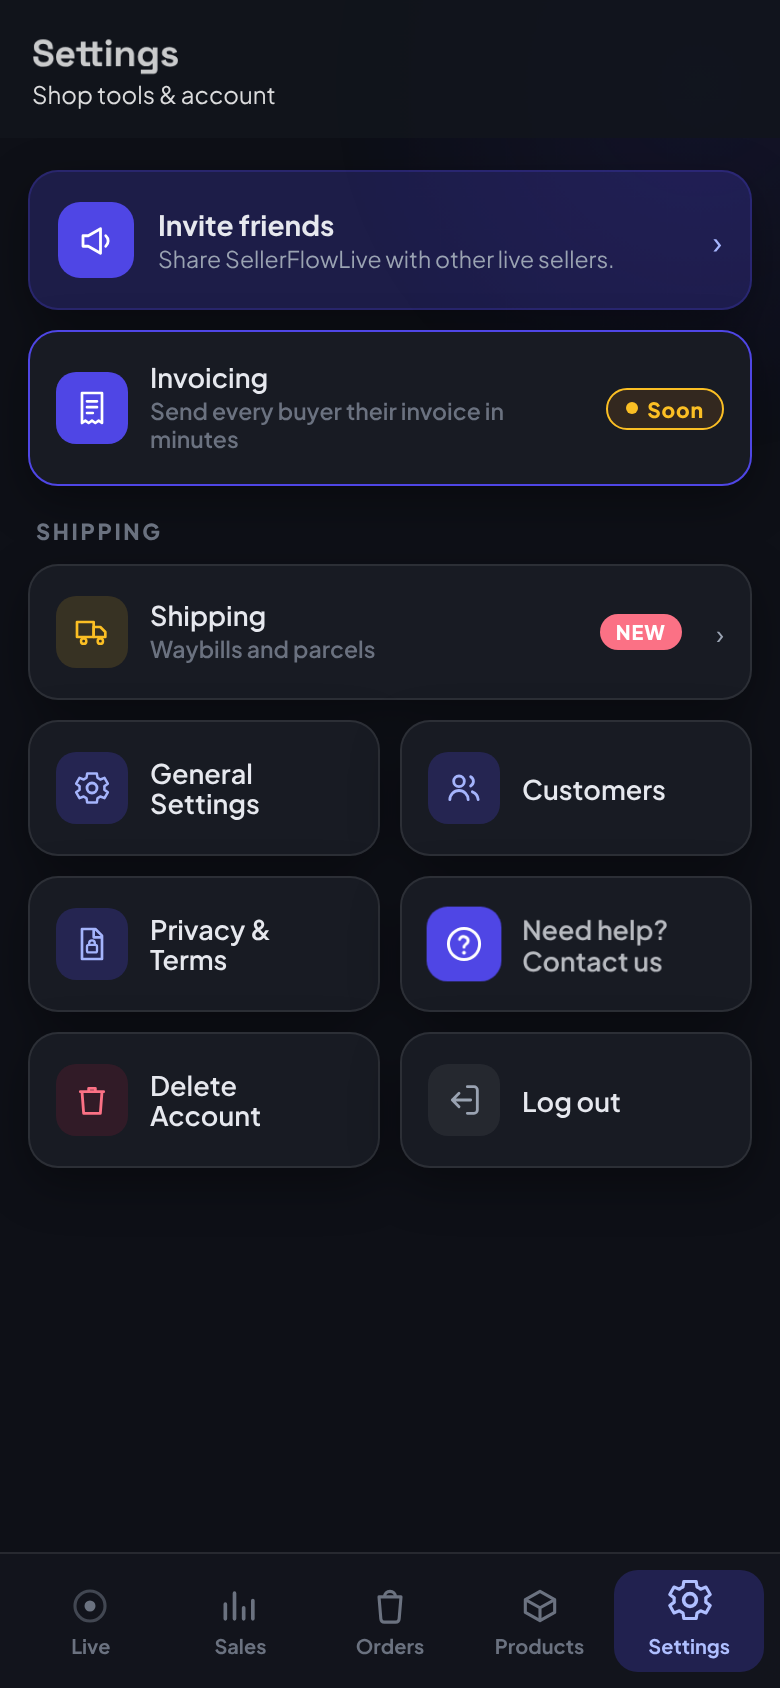 Settings
Shop tools & account
Invite friends
Share SellerFlowLive with other live sellers.
Invoicing
Send every buyer their invoice in
minutes
Soon
SHIPPING
Shipping
Waybills and parcels
NEW
General
Settings
Customers
Privacy &
Terms
Need help?
Contact us
Delete
Account
Log out
Live
Sales
Orders
Products
Settings